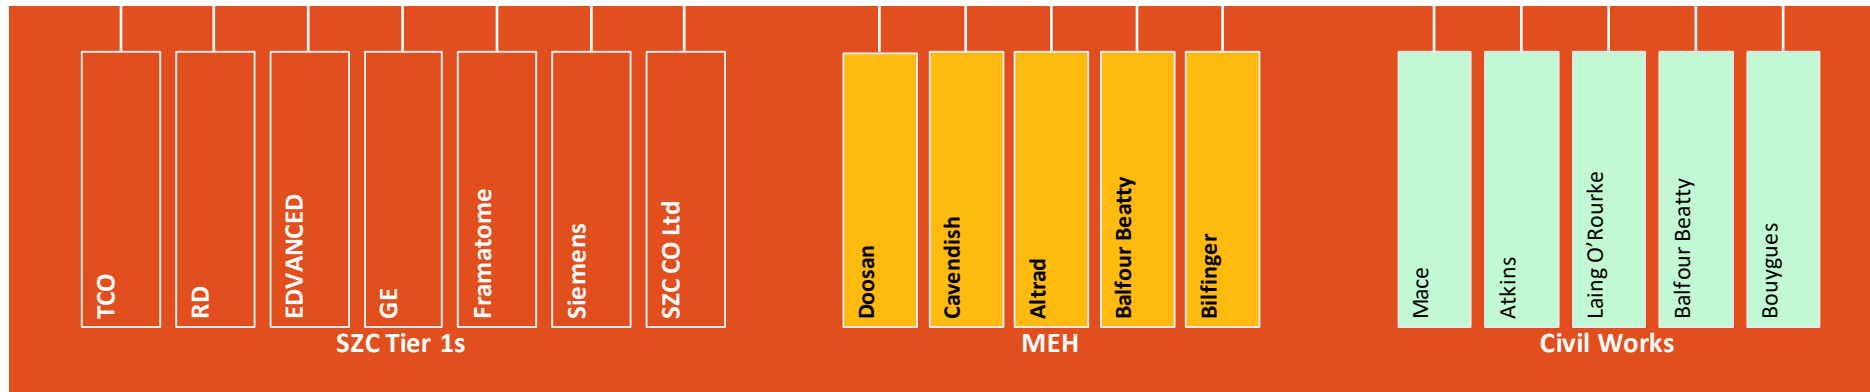 TCO
RD
EDVANCED
GE
Framatome
Siemens
SZC CO Ltd
SZC Tier 1s
Doosan
Cavendish
Altrad
Balfour Beatty
Bilfinger
MEH
Mace
Atkins
Laing O’Rourke
Balfour Beatty
Bouygues
Civil Works